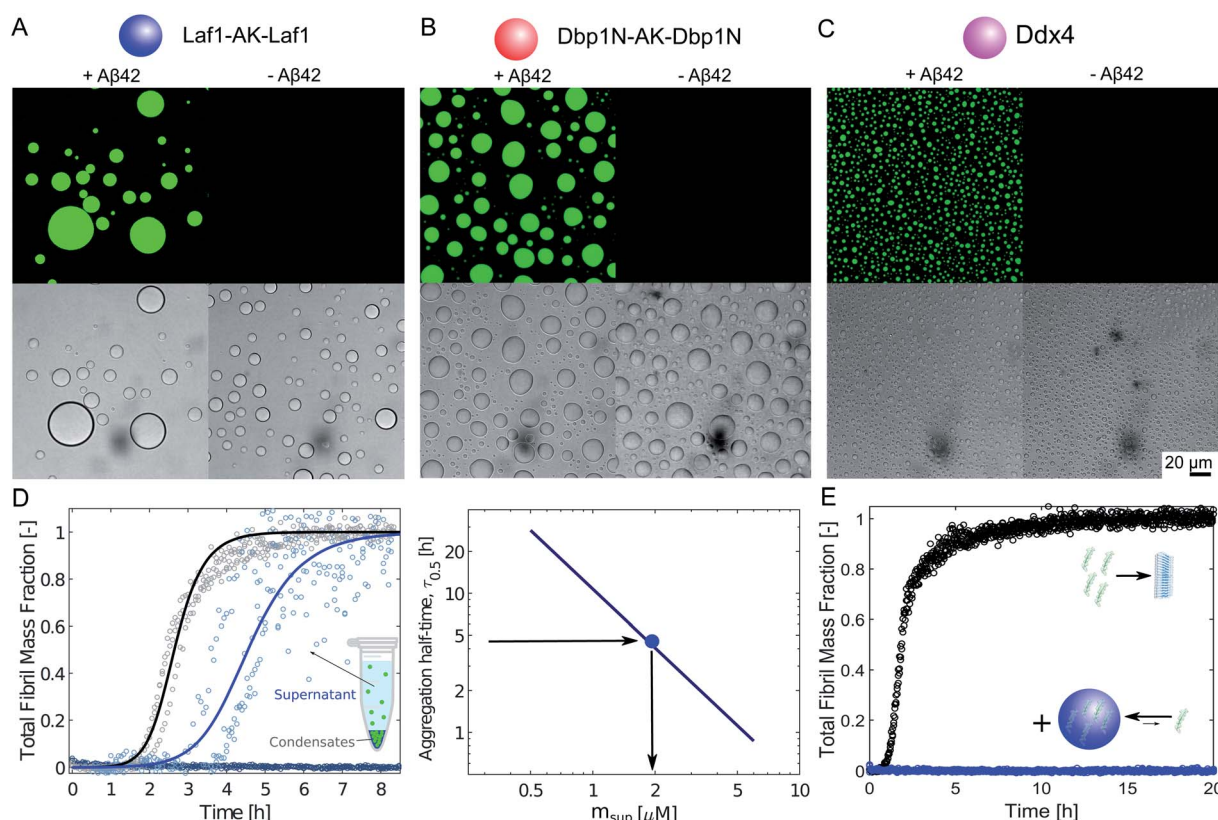 A
Laf1-AK-Laf1
+ Aβ42
- Aβ42
B
Dbp1N-AK-Dbp1N
+ Aβ42
- Aβ42
C
Ddx4
+ Aβ42
- Aβ42
20 μm
D
Total Fibril Mass Fraction [-]
1
0.8
0.6
0.4
0.2
0
Supernatant
Condensates
0 1 2 3 4 5 6 7 8
Time [h]
Aggregation half-time, τ0.5 [h]
20
10
5
2
1
0.5 1 2 5 10
msup [μM]
E
Total Fibril Mass Fraction [-]
1
0.8
0.6
0.4
0.2
0
+
0 5 10 15 20
Time [h]